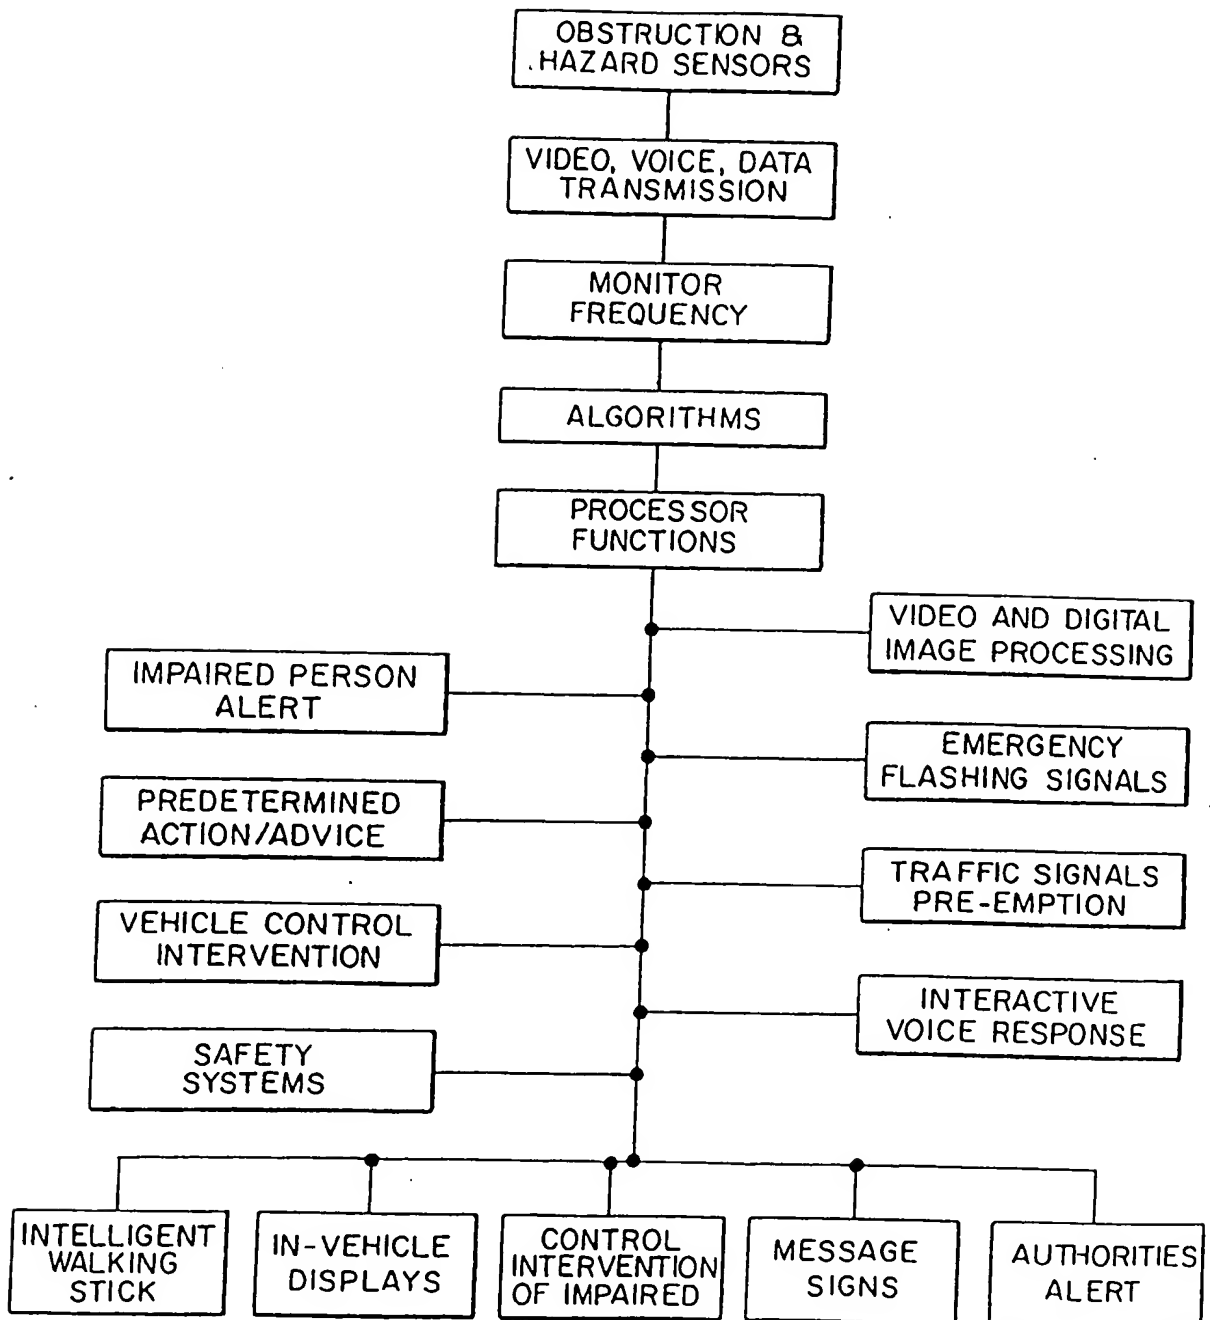 OBSTRUCTION &
HAZARD SENSORS
VIDEO, VOICE, DATA
TRANSMISSION
MONITOR
FREQUENCY
ALGORITHMS
PROCESSOR
FUNCTIONS
VIDEO AND DIGITAL
IMAGE PROCESSING
IMPAIRED PERSON
ALERT
EMERGENCY
FLASHING SIGNALS
PREDETERMINED
ACTION/ADVICE
TRAFFIC SIGNALS
PRE-EMPTION
VEHICLE CONTROL
INTERVENTION
INTERACTIVE
VOICE RESPONSE
SAFETY
SYSTEMS
INTELLIGENT
WALKING
STICK
IN-VEHICLE
DISPLAYS
CONTROL
INTERVENTION
OF IMPAIRED
MESSAGE
SIGNS
AUTHORITIES
ALERT